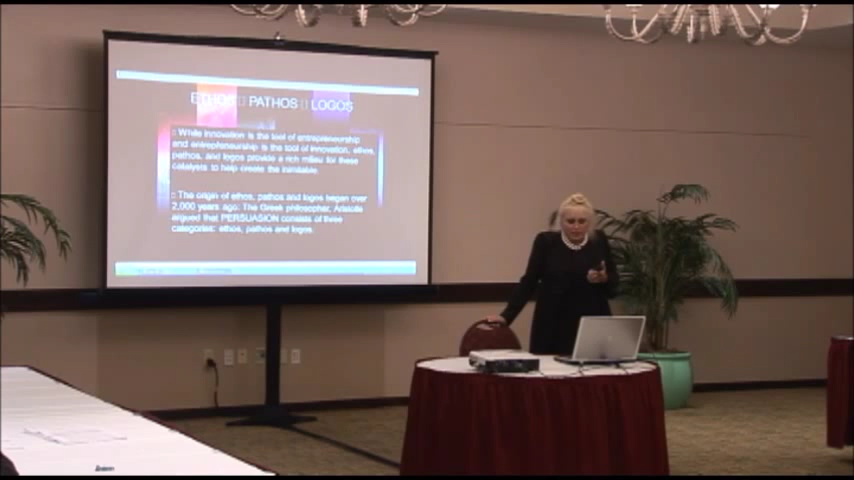 ETHOS PATHOS LOGOS
While innovation is the tool of entrepreneurship
and entrepreneurship is the tool of innovation, ethos,
pathos, and logos provide a rich milieu for these
catalysts to help create the inimitable.
The origin of ethos, pathos and logos began over
2,000 years ago. The Greek philosopher, Aristotle
argued that PERSUASION consists of three
categories: ethos, pathos and logos.